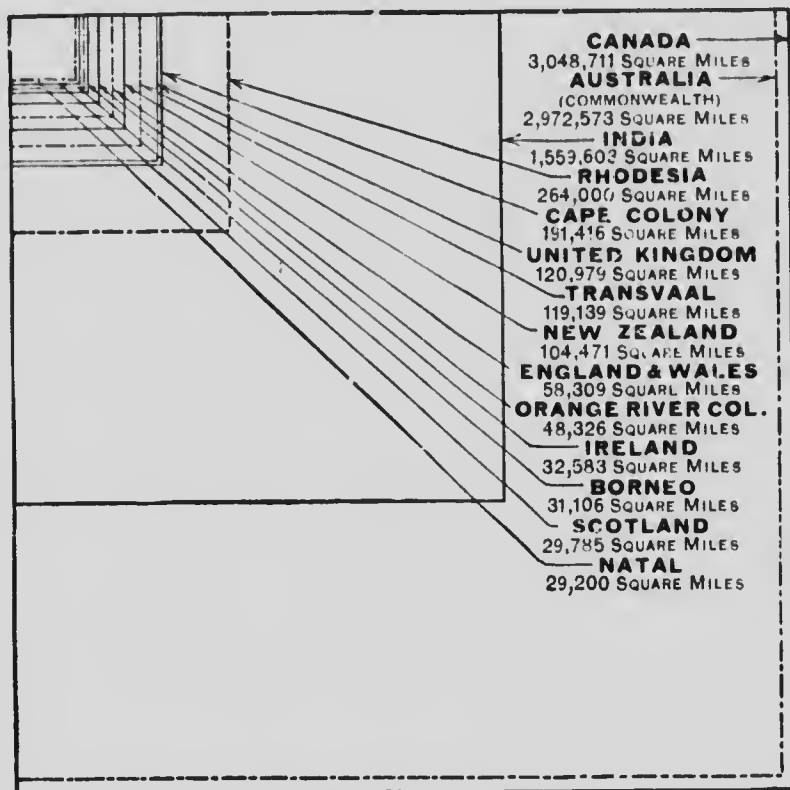 CANADA
3,048,711 SQUARE MILES
AUSTRALIA
(COMMONWEALTH)
2,972,573 SQUARE MILES
INDIA
1,559,603 SQUARE MILES
RHODESIA
264,000 SQUARE MILES
CAPE COLONY
191,416 SQUARE MILES
UNITED KINGDOM
120,979 SQUARE MILES
TRANSVAAL
119,139 SQUARE MILES
NEW ZEALAND
104,471 SQUARE MILES
ENGLAND & WALES
58,309 SQUARE MILES
ORANGE RIVER COL.
48,326 SQUARE MILES
IRELAND
32,583 SQUARE MILES
BORNEO
31,106 SQUARE MILES
SCOTLAND
29,785 SQUARE MILES
NATAL
29,200 SQUARE MILES